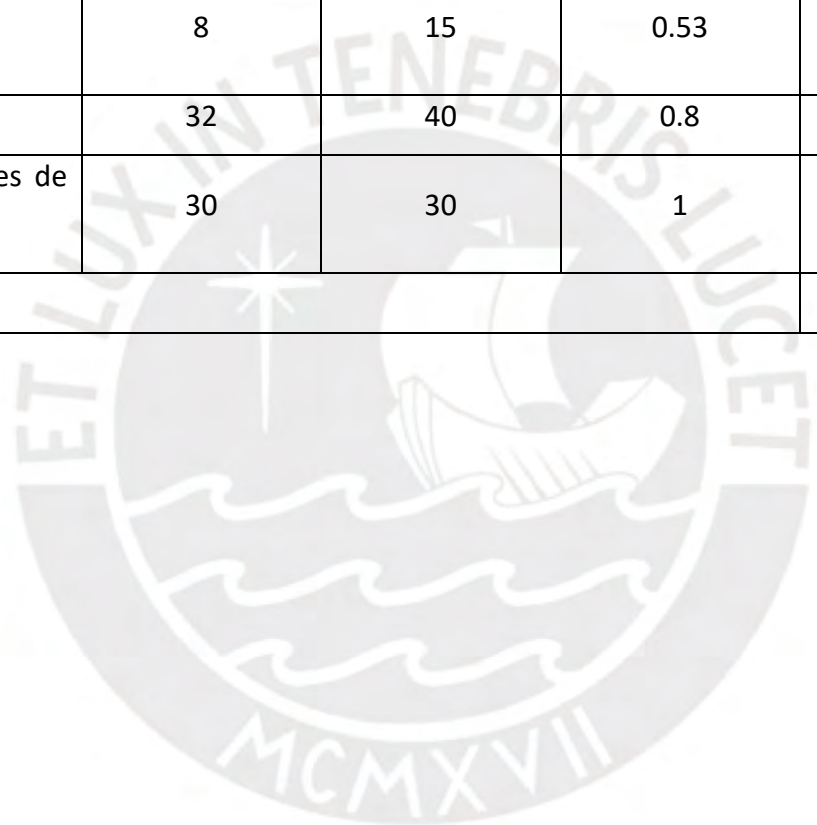 8 15 0.53
32 40 0.8
es de
30 30 1
ET LUX IN TENEBRIS LUCET
MCMXVII